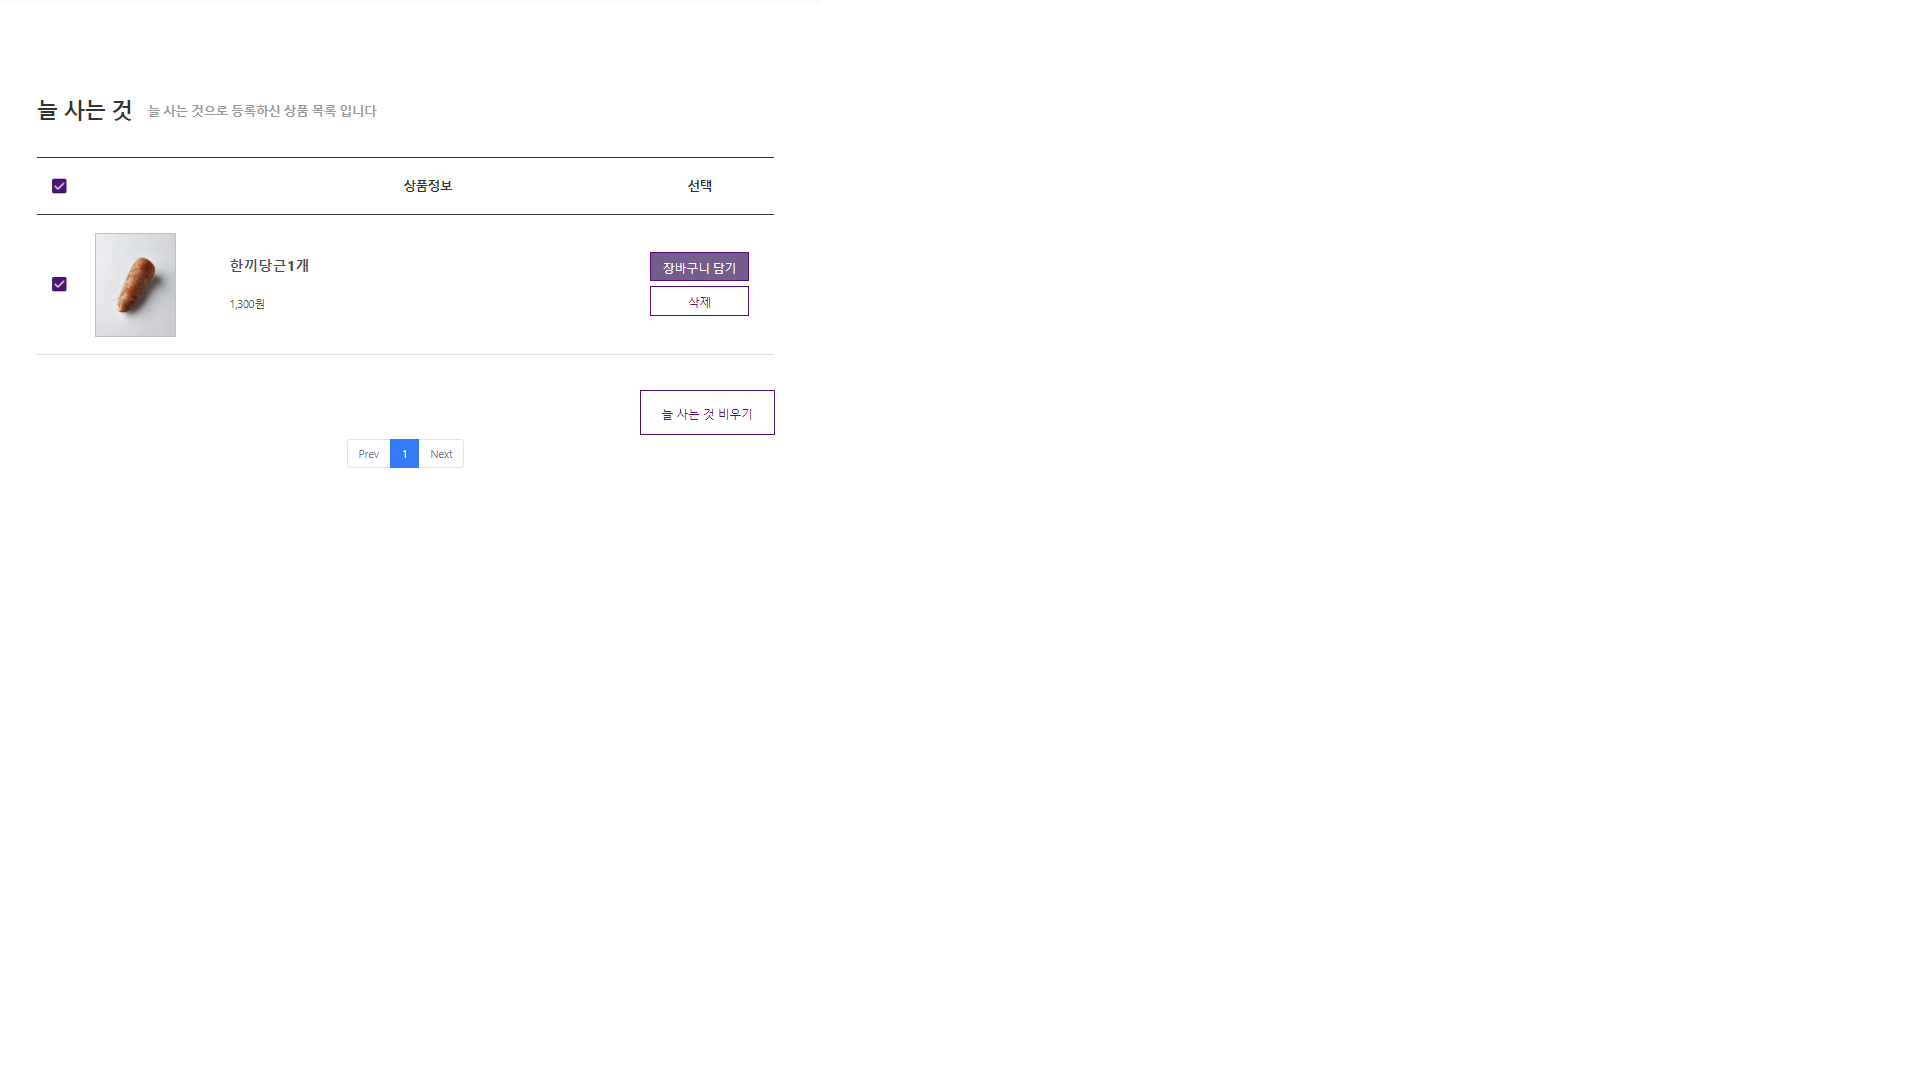 늘 사는 것 늘 사는 것으로 등록하신 상품 목록 입니다
상품정보 선택
한끼당근1개
1,300원
장바구니 담기
삭제
늘 사는 것 비우기
Prev 1 Next